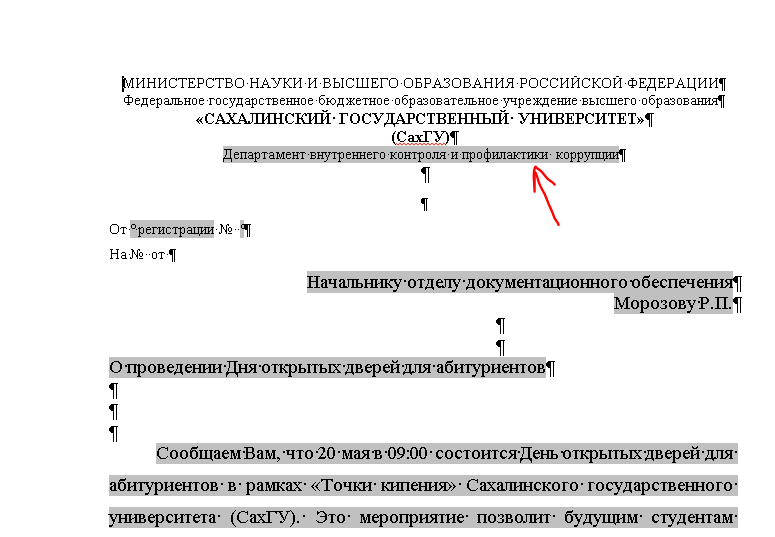 МИНИСТЕРСТВО НАУКИ И ВЫСШЕГО ОБРАЗОВАНИЯ РОССИЙСКОЙ ФЕДЕРАЦИИ¶
Федеральное государственное бюджетное образовательное учреждение высшего образования¶
«САХАЛИНСКИЙ ГОСУДАРСТВЕННЫЙ УНИВЕРСИТЕТ»¶
(СахГУ)¶
Департамент внутреннего контроля и профилактики коррупции¶
¶
¶
От °регистрации № °¶
На № от ¶
Начальнику отделу документационного обеспечения¶
Морозову Р.П.¶
¶
¶
О проведении Дня открытых дверей для абитуриентов¶
¶
¶
¶
Сообщаем Вам, что 20 мая в 09:00 состоится День открытых дверей для
абитуриентов в рамках «Точки кипения» Сахалинского государственного
университета (СахГУ). Это мероприятие позволит будущим студентам